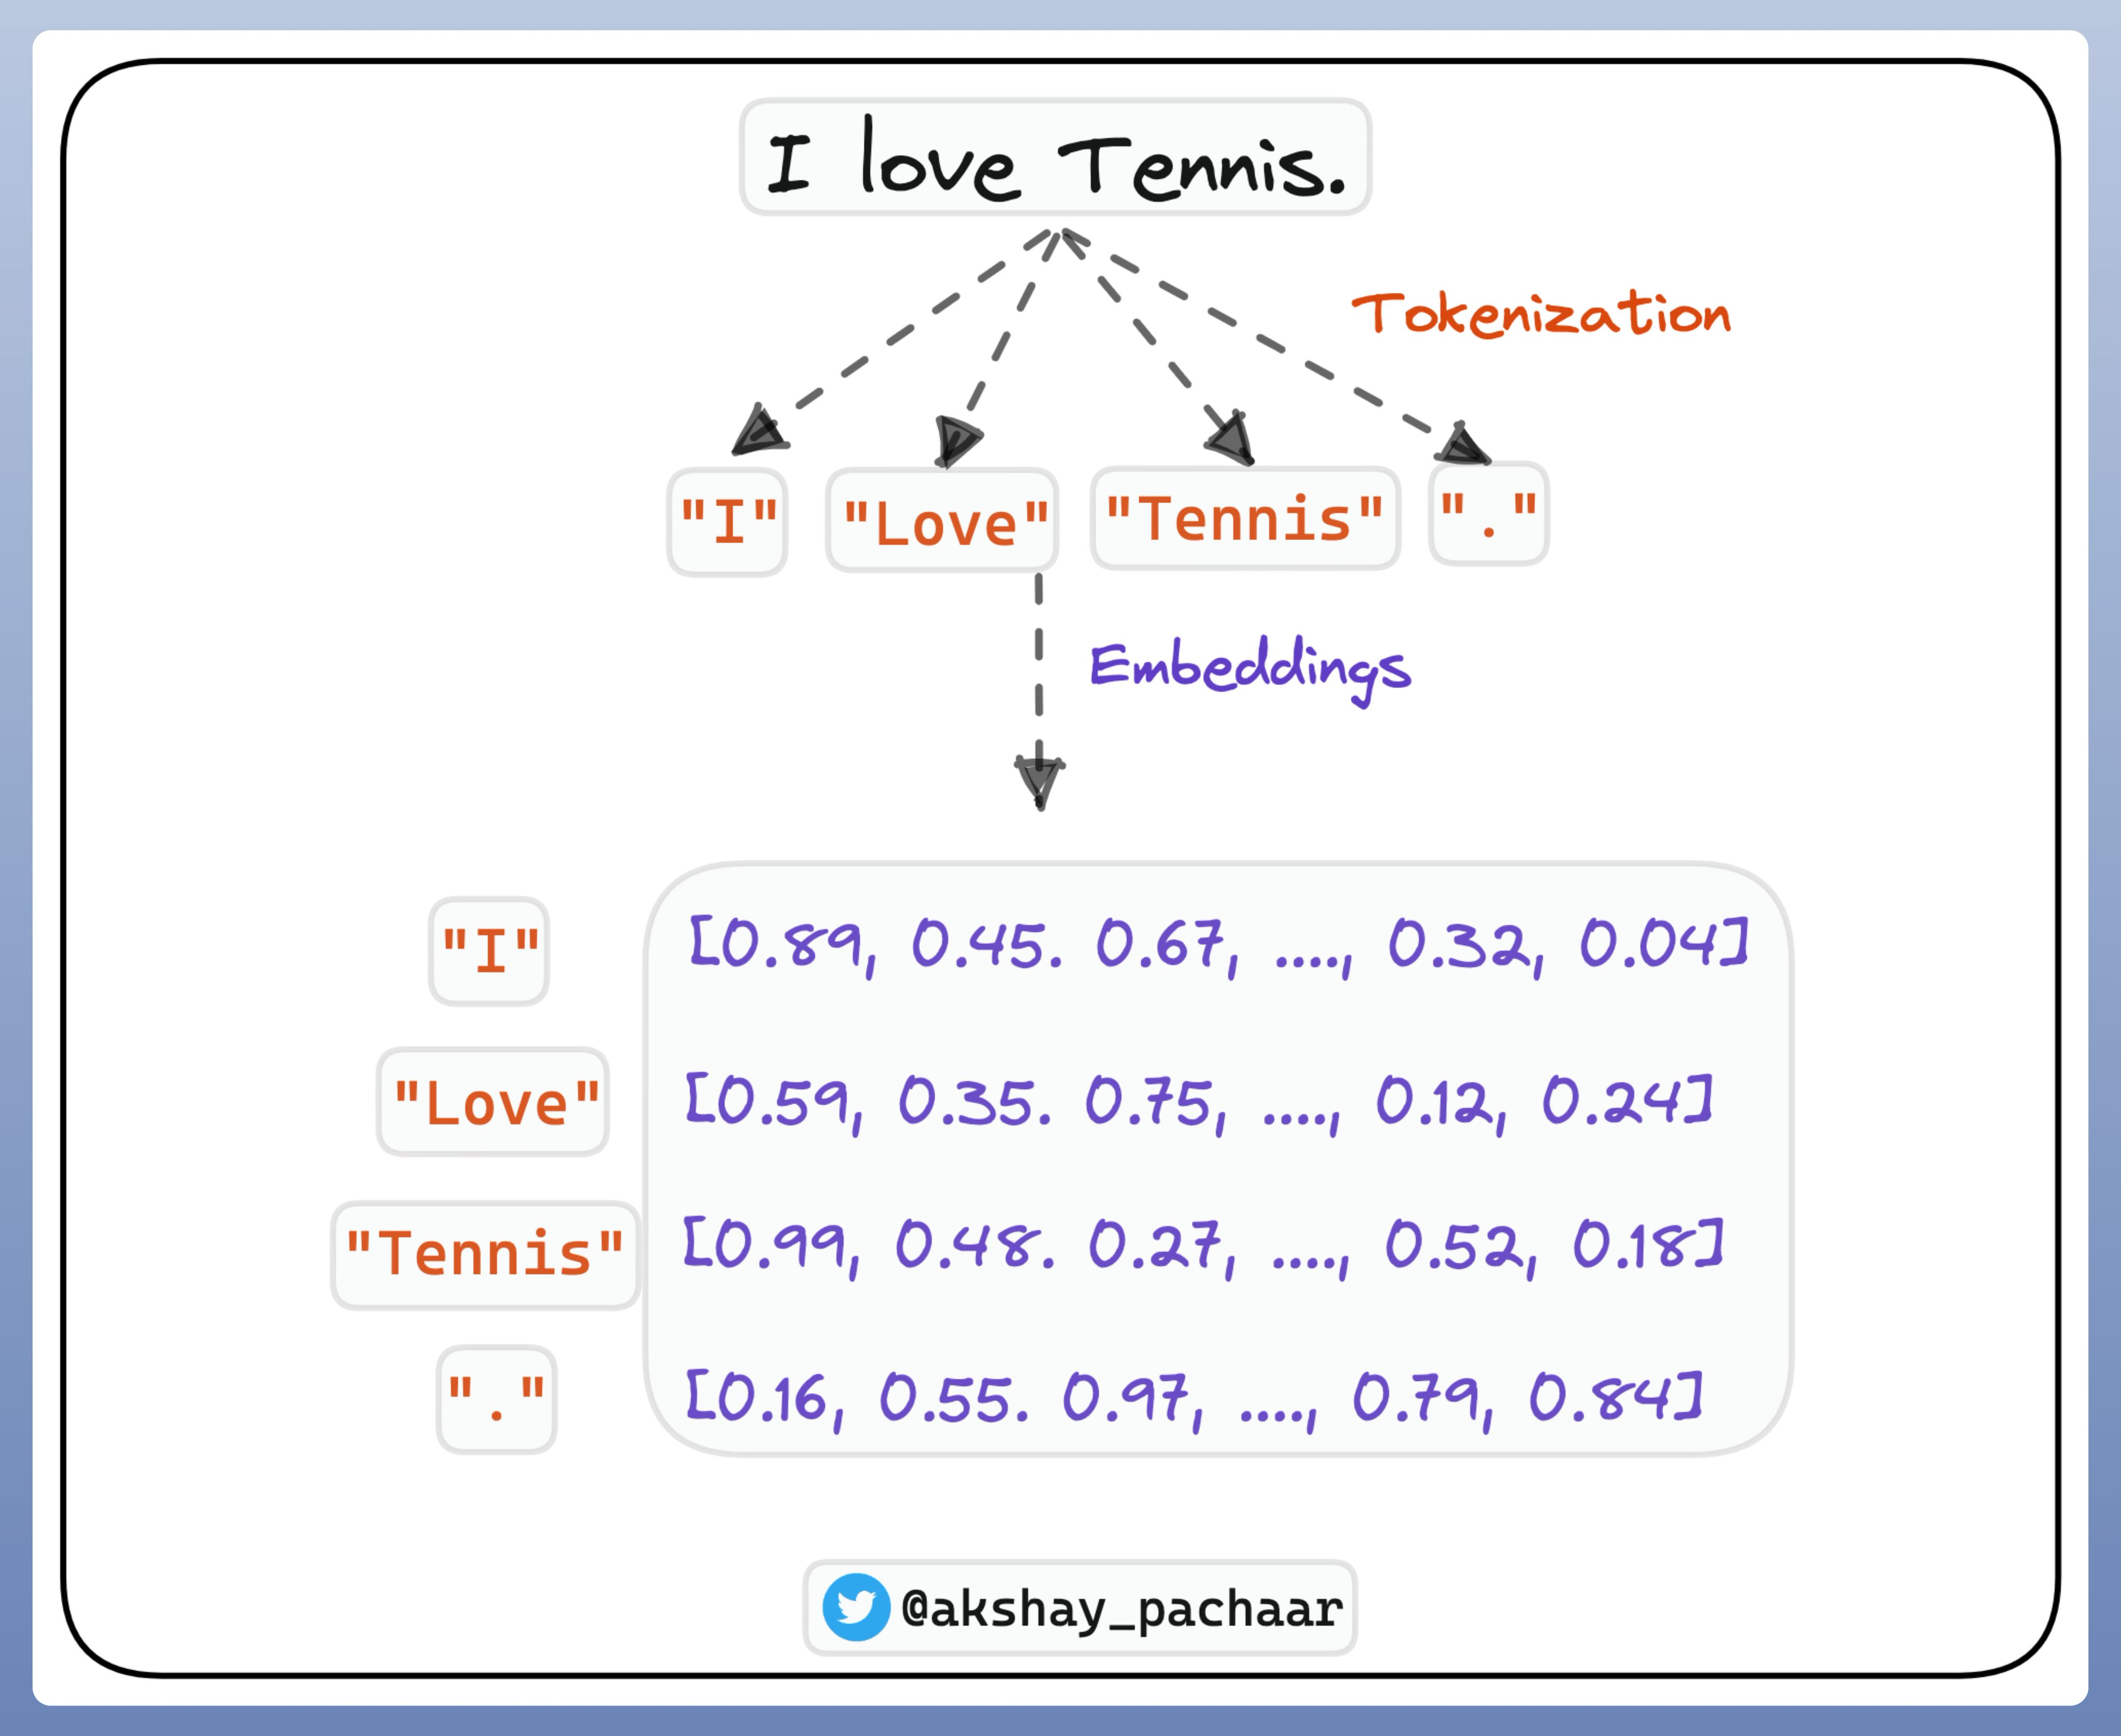 I love Tennis.
Tokenization
"I" "Love" "Tennis" "."
Embeddings
"I" [0.89, 0.45. 0.67, ...., 0.32, 0.04]
"Love" [0.59, 0.35. 0.75, ...., 0.12, 0.24]
"Tennis" [0.99, 0.48. 0.27, ...., 0.52, 0.18]
"." [0.16, 0.55. 0.97, ...., 0.79, 0.84]
@akshay_pachaar